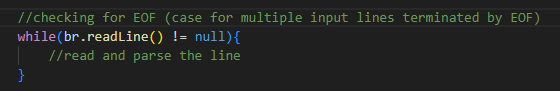 //checking for EOF (case for multiple input lines terminated by EOF)
while(br.readLine() != null){
    //read and parse the line
}